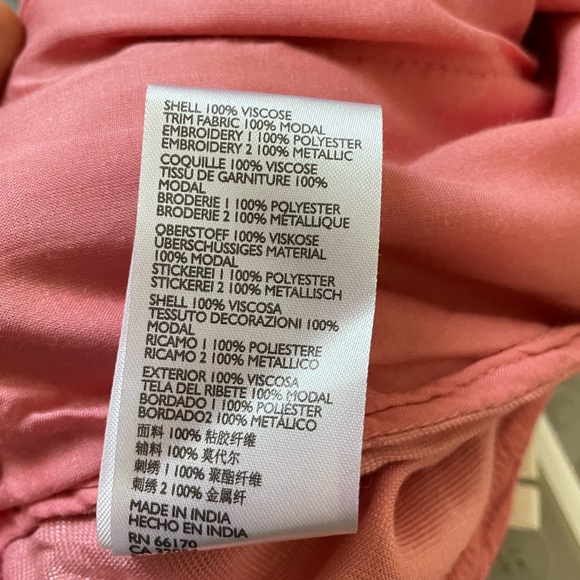 SHELL 100% VISCOSE
TRIM FABRIC 100% MODAL
EMBROIDERY 1 100% POLYESTER
EMBROIDERY 2 100% METALLIC
COQUILLE 100% VISCOSE
TISSU DE GARNITURE 100%
MODAL
BRODERIE 1 100% POLYESTER
BRODERIE 2 100% MÉTALLIQUE
OBERSTOFF 100% VISKOSE
ÜBERSCHÜSSIGES MATERIAL
100% MODAL
STICKEREI 1 100% POLYESTER
STICKEREI 2 100% METALLISCH
SHELL 100% VISCOSA
TESSUTO DECORAZIONI 100%
MODAL
RICAMO 1 100% POLIESTERE
RICAMO 2 100% METALLICO
EXTERIOR 100% VISCOSA
TELA DEL RIBETE 100% MODAL
BORDADO 1 100% POLIÉSTER
BORDADO2 100% METÁLICO
面料 100% 粘胶纤维
辅料 100% 莫代尔
刺绣 1 100% 聚酯纤维
刺绣 2 100% 金属纤
MADE IN INDIA
HECHO EN INDIA
RN 66170
CA